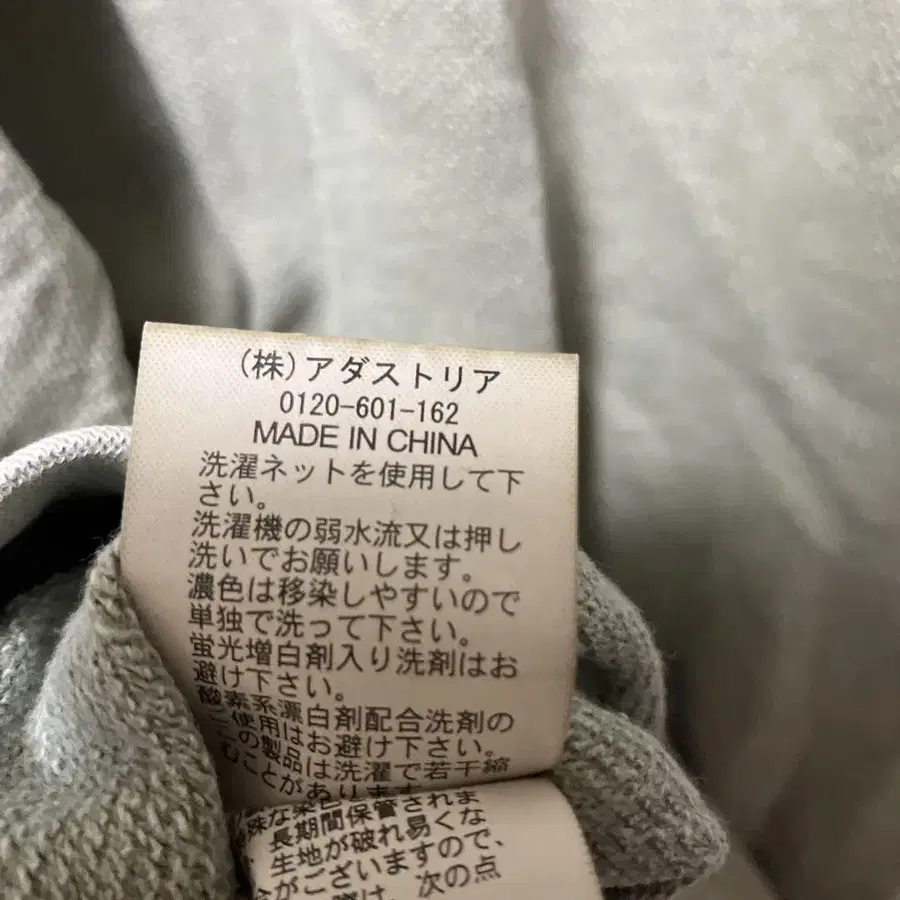 (株)アダストリア
0120-601-162
MADE IN CHINA
洗濯ネットを使用して下
さい。
洗濯機の弱水流又は押し
洗いでお願いします。
濃色は移染しやすいので
単独で洗って下さい。
蛍光増白剤入り洗剤はお
避け下さい。
酸素系漂白剤配合洗剤の
ご使用はお避け下さい。
この製品は洗濯で若干縮
むことがあります
殊な染色
長期間保管されま
生地が破れ易くな
がございますので、
次の点